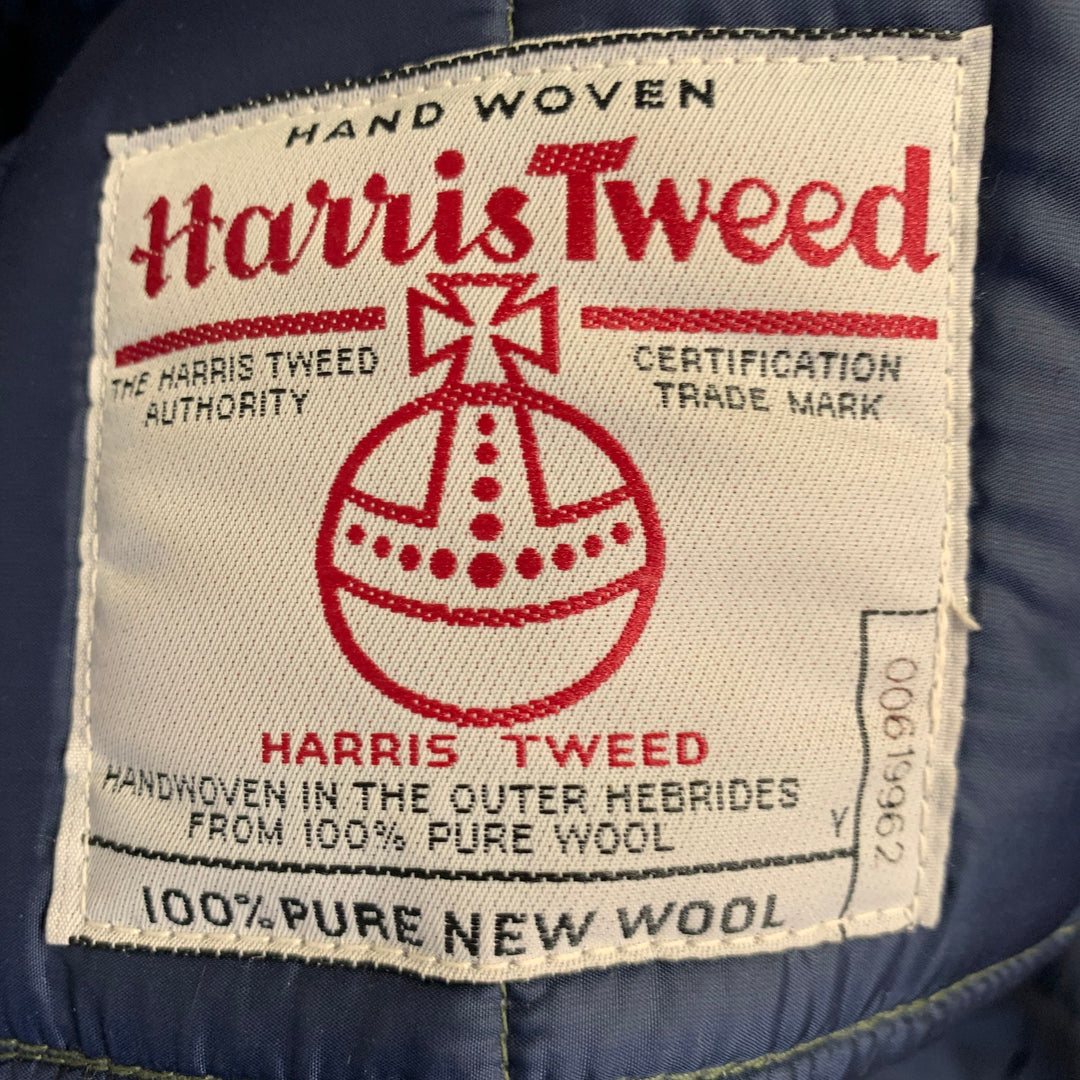 HAND WOVEN
Harris Tweed
THE HARRIS TWEED
AUTHORITY
CERTIFICATION
TRADE MARK
HARRIS TWEED
HANDWOVEN IN THE OUTER HEBRIDES
FROM 100% PURE WOOL
Y
00619962
100% PURE NEW WOOL